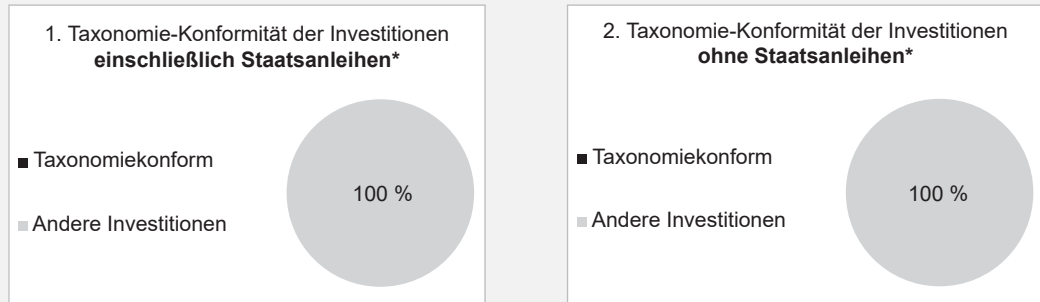 1. Taxonomie-Konformität der Investitionen
einschließlich Staatsanleihen*
Taxonomiekonform
Andere Investitionen
100 %
2. Taxonomie-Konformität der Investitionen
ohne Staatsanleihen*
Taxonomiekonform
Andere Investitionen
100 %